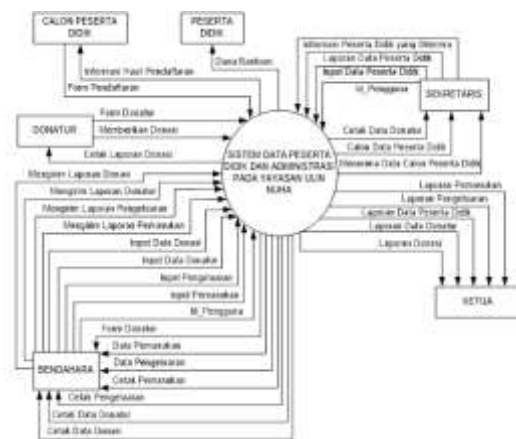 CALON PESERTA
DIDIK
PESERTA
DIDIK
Dana Bantuan
Informasi Hasil Pendaftaran
Form Pendaftaran
Informasi Peserta Didik yang Diterima
Laporan Data Peserta Didik
Input Data Peserta Didik
Id_Pengguna
SEKRETARIS
Cetak Data Donatur
Calon Data Peserta Didik
Menerima Data Calon Peserta Didik
DONATUR
Form Donatur
Memberikan Donasi
Cetak Laporan Donasi
SISTEM DATA PESERTA
DIDIK DAN ADMINISTRASI
PADA YAYASAN ULIN
NUHA
Mengirim Laporan Donasi
Mengirim Laporan Donatur
Mengirim Laporan Pengeluaran
Mengirim Laporan Pemasukan
Input Data Donasi
Input Data Donatur
Input Pengeluaran
Input Pemasukan
Id_Pengguna
Form Donatur
Data Pemasukan
Data Pengeluaran
Cetak Pemasukan
Cetak Pengeluaran
Cetak Data Donatur
Cetak Data Donasi
BENDAHARA
Laporan Pemasukan
Laporan Pengeluaran
Laporan Data Peserta Didik
Laporan Data Donatur
Laporan Donasi
KETUA